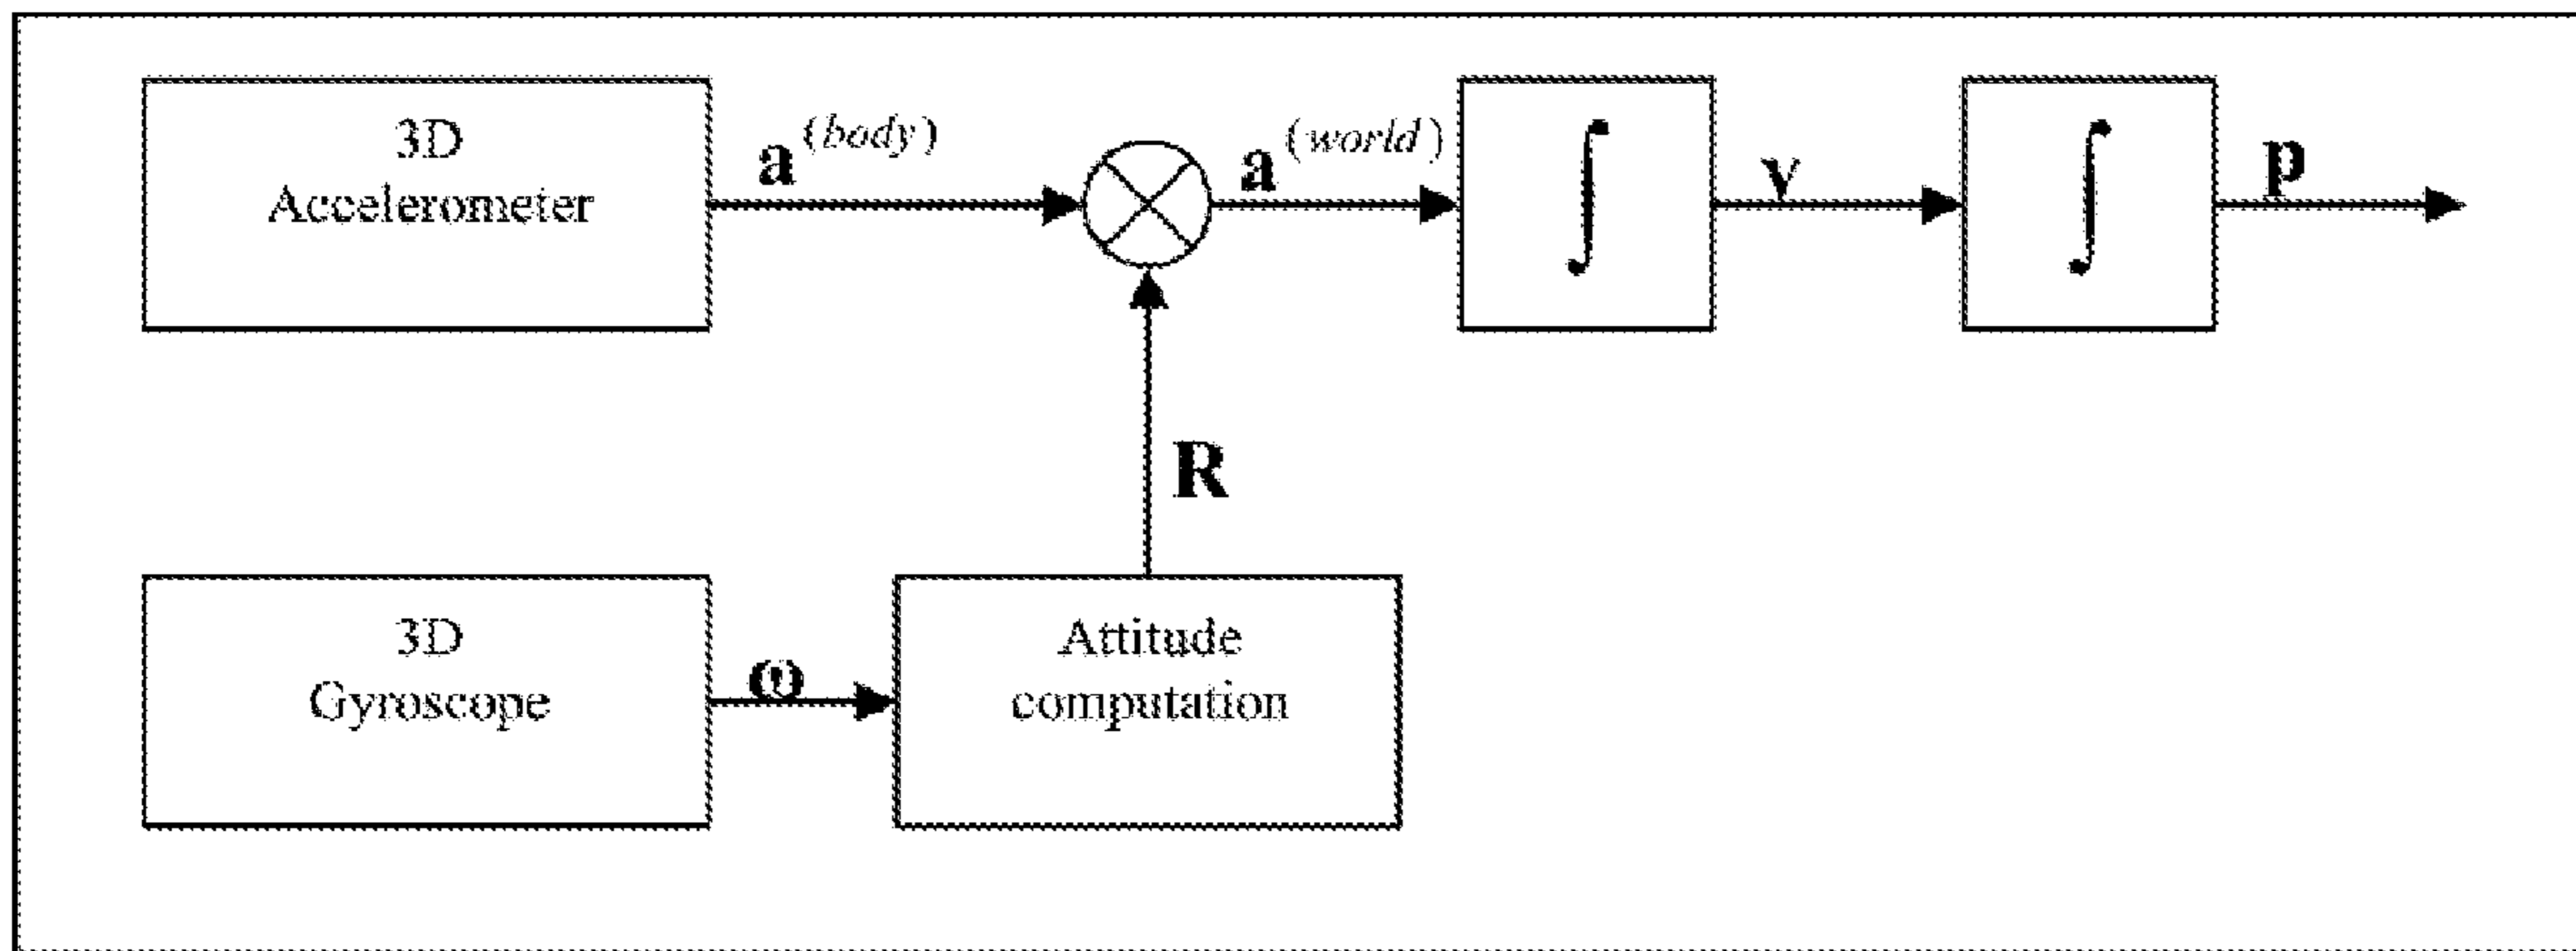 3D
Accelerometer
a(body)
a(world)
∫
v
∫
p
R
3D
Gyroscope
ω
Attitude
computation